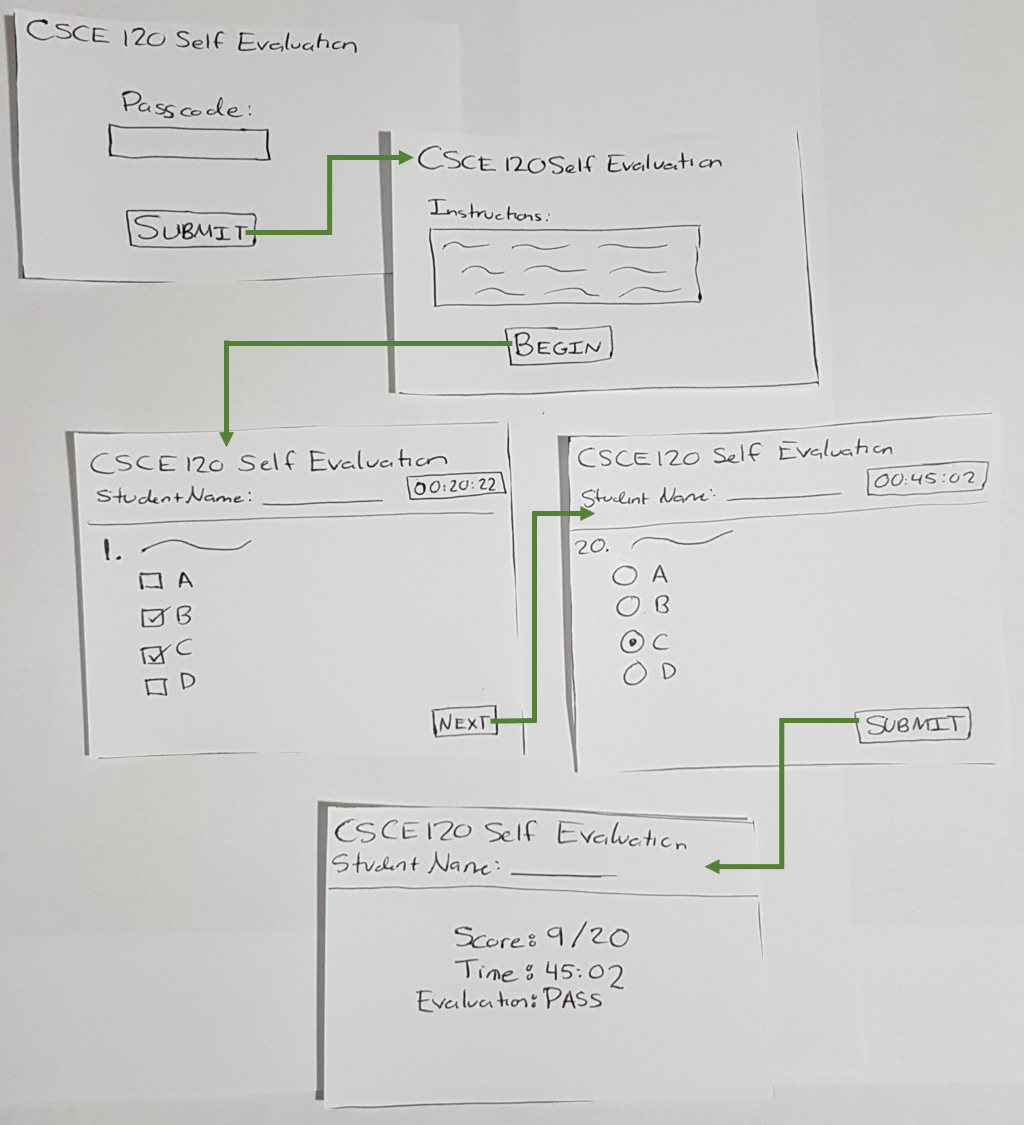 CSCE 120 Self Evaluation
Passcode:
SUBMIT
CSCE 120 Self Evaluation
Instructions:
BEGIN
CSCE 120 Self Evaluation
Student Name: 00:20:22
1.
A
B
C
D
NEXT
CSCE 120 Self Evaluation
Student Name: 00:45:02
20.
A
B
C
D
SUBMIT
CSCE 120 Self Evaluation
Student Name:
Score: 9/20
Time: 45:02
Evaluation: PASS